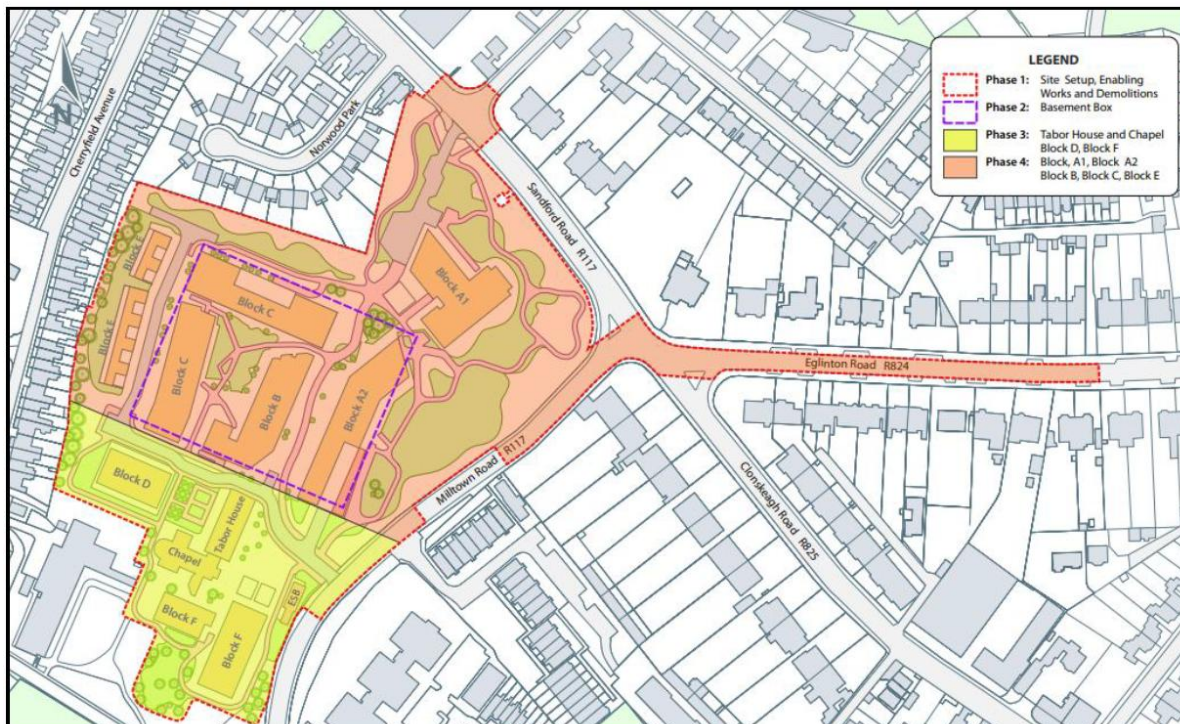 LEGEND
Phase 1: Site Setup, Enabling
Works and Demolitions
Phase 2: Basement Box
Phase 3: Tabor House and Chapel
Block D, Block F
Phase 4: Block, A1, Block A2
Block B, Block C, Block E
N
Cherryfield Avenue
Norwood Park
Sandford Road R117
Block E
Block E
Block C
Block C
Block A1
Block B
Block A2
Eglinton Road R824
Milltown Road R117
Clonskeagh Road R825
Block D
Tabor House
Chapel
ESB
Block F
Block F